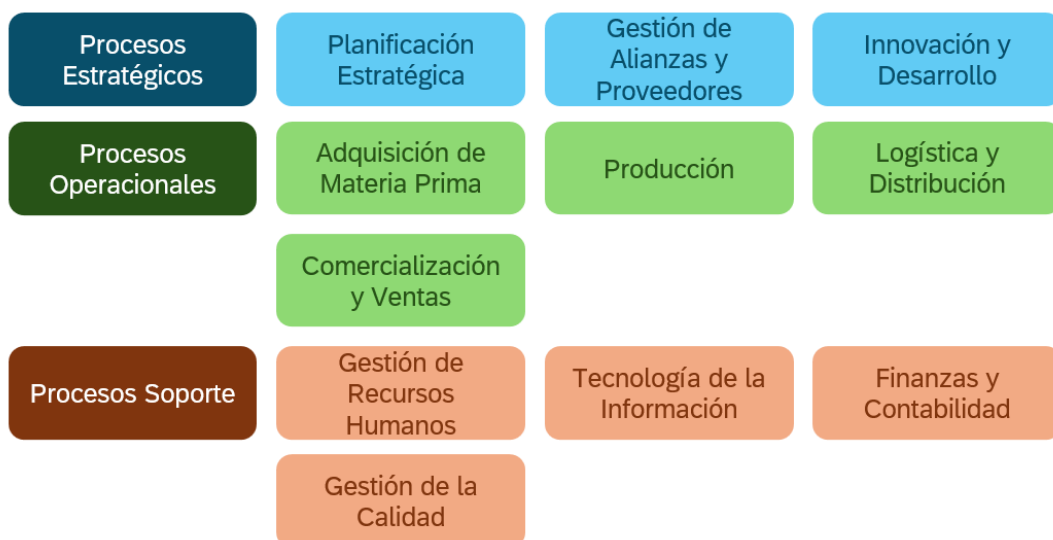 Procesos
Estratégicos
Planificación
Estratégica
Gestión de
Alianzas y
Proveedores
Innovación y
Desarrollo
Procesos
Operacionales
Adquisición de
Materia Prima
Producción
Logística y
Distribución
Comercialización
y Ventas
Procesos Soporte
Gestión de
Recursos
Humanos
Tecnología de la
Información
Finanzas y
Contabilidad
Gestión de la
Calidad